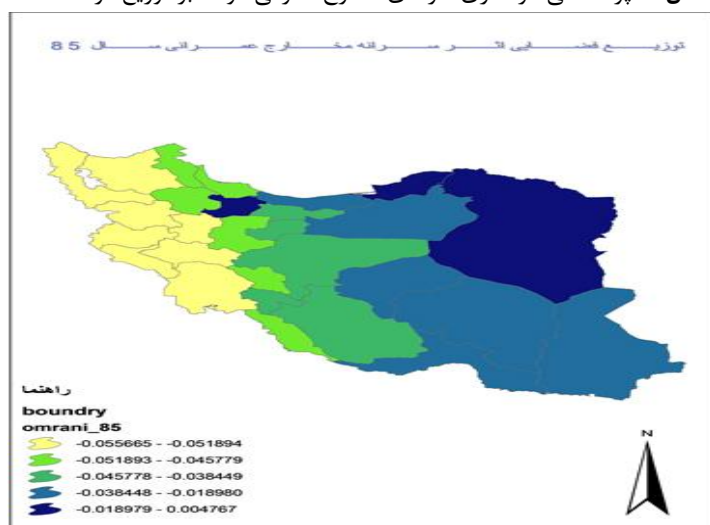 توزیع فضایی اثر سرانه مخارج عمرانی سال 85
N
راهنما
boundry
omrani_85
-0.055665 - -0.051894
-0.051893 - -0.045779
-0.045778 - -0.038449
-0.038448 - -0.018980
-0.018979 - 0.004767